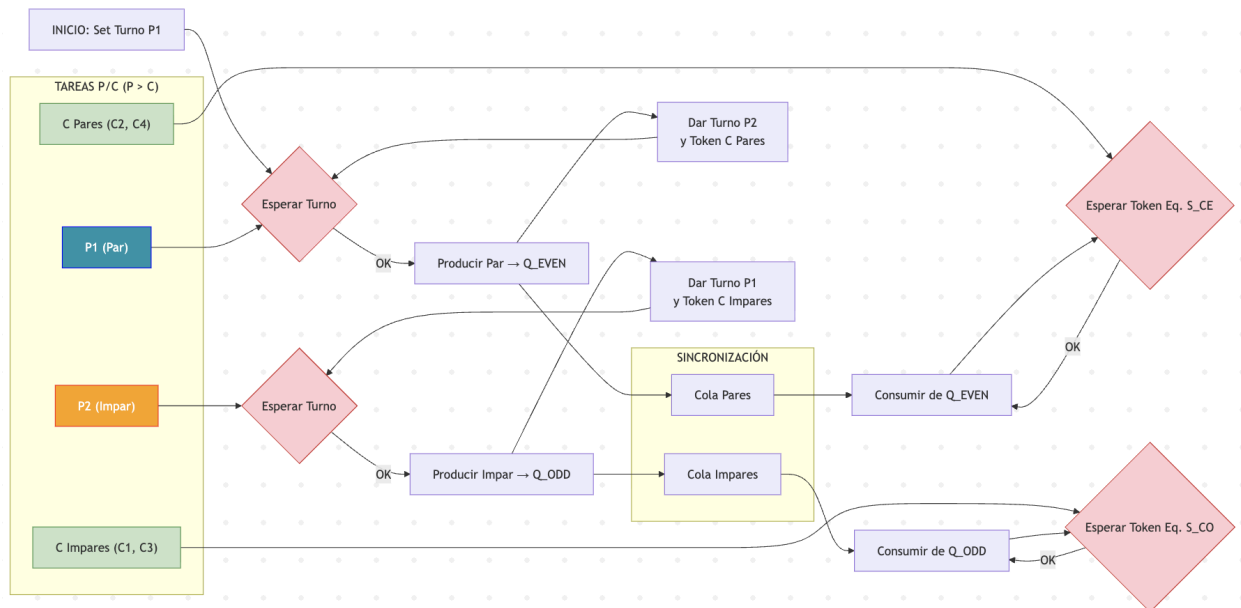 INICIO: Set Turno P1
TAREAS P/C (P > C)
C Pares (C2, C4)
Dar Turno P2
y Token C Pares
Esperar Turno
Esperar Token Eq. S_CE
P1 (Par)
OK
Producir Par → Q_EVEN
Dar Turno P1
y Token C Impares
SINCRONIZACIÓN
OK
P2 (Impar)
Esperar Turno
Cola Pares
Consumir de Q_EVEN
OK
Producir Impar → Q_ODD
Cola Impares
C Impares (C1, C3)
Consumir de Q_ODD
OK
Esperar Token Eq. S_CO